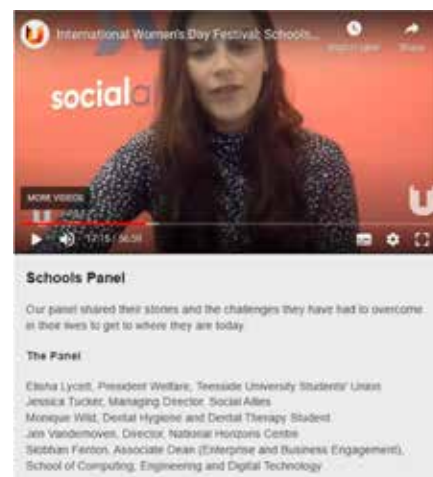 International Women's Day Festival: Schools...
Watch later
Share
social
MORE VIDEOS
17:15 / 56:59
Schools Panel
Our panel shared their stories and the challenges they have had to overcome
in their lives to get to where they are today.
The Panel
Elisha Lycett, President Welfare, Teesside University Students' Union
Jessica Tucker, Managing Director, Social Allies
Monique Wild, Dental Hygiene and Dental Therapy Student
Jen Vanderhoven, Director, National Horizons Centre
Siobhan Fenton, Associate Dean (Enterprise and Business Engagement),
School of Computing, Engineering and Digital Technology